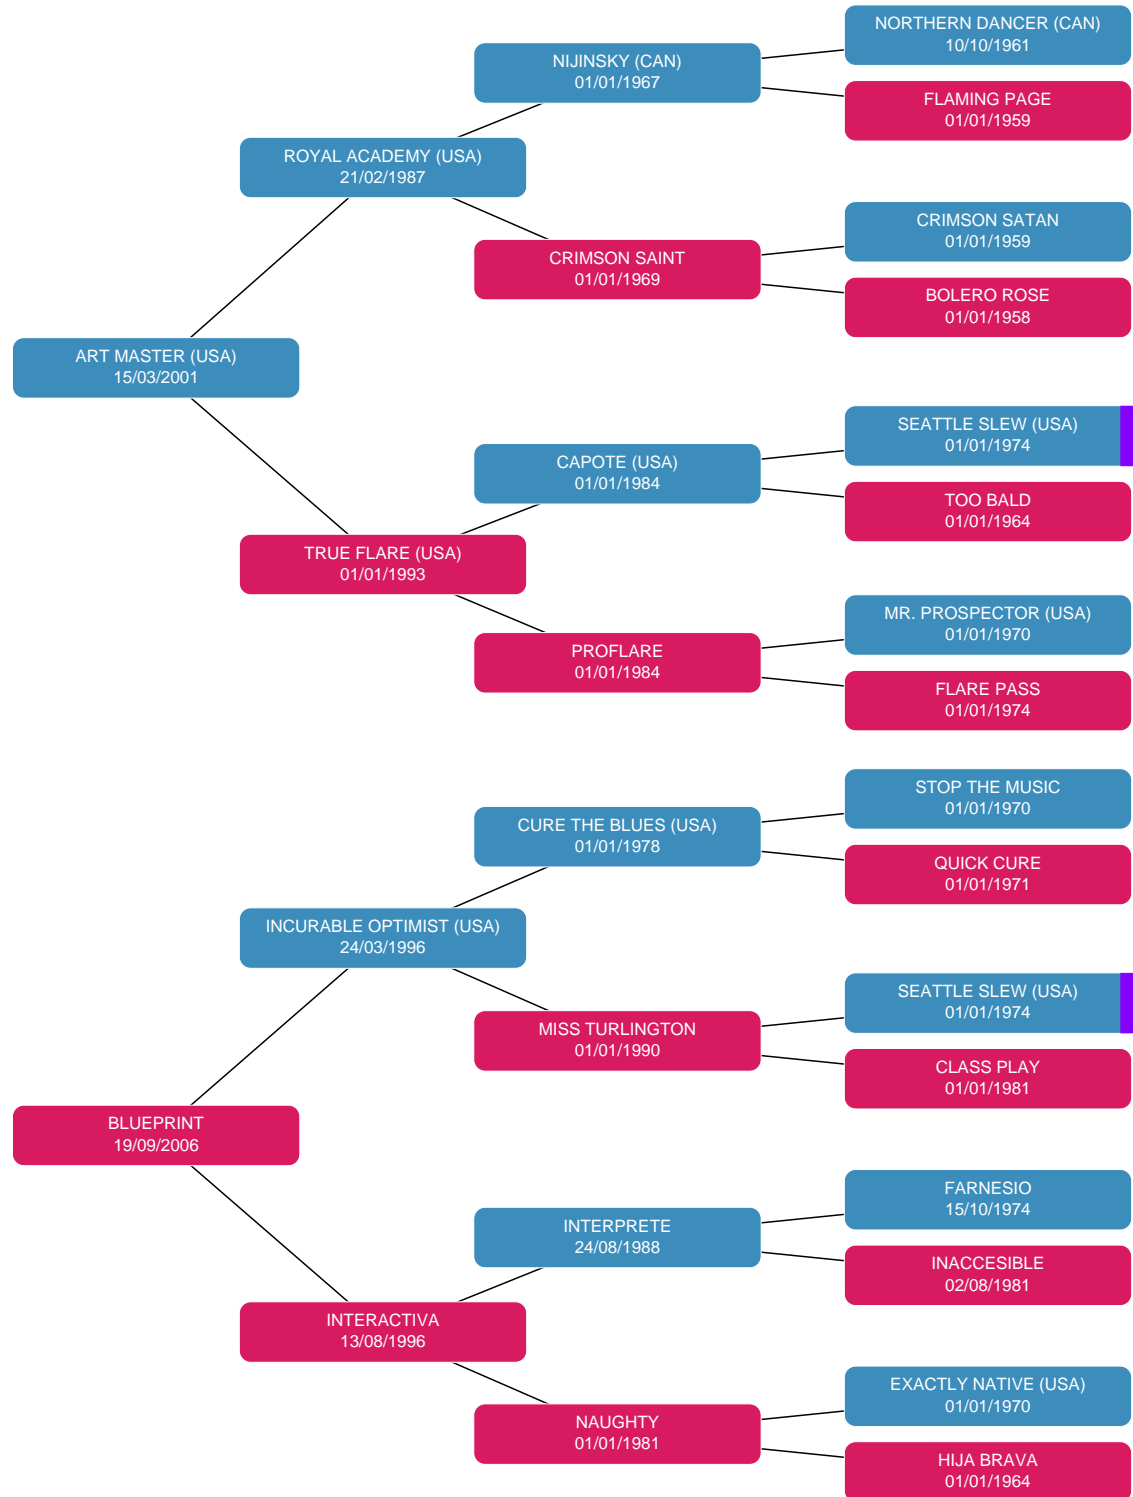 NORTHERN DANCER (CAN)
10/10/1961
NIJINSKY (CAN)
01/01/1967
FLAMING PAGE
01/01/1959
ROYAL ACADEMY (USA)
21/02/1987
CRIMSON SATAN
01/01/1959
CRIMSON SAINT
01/01/1969
BOLERO ROSE
01/01/1958
ART MASTER (USA)
15/03/2001
SEATTLE SLEW (USA)
01/01/1974
CAPOTE (USA)
01/01/1984
TOO BALD
01/01/1964
TRUE FLARE (USA)
01/01/1993
MR. PROSPECTOR (USA)
01/01/1970
PROFLARE
01/01/1984
FLARE PASS
01/01/1974
STOP THE MUSIC
01/01/1970
CURE THE BLUES (USA)
01/01/1978
QUICK CURE
01/01/1971
INCURABLE OPTIMIST (USA)
24/03/1996
SEATTLE SLEW (USA)
01/01/1974
MISS TURLINGTON
01/01/1990
CLASS PLAY
01/01/1981
BLUEPRINT
19/09/2006
FARNESIO
15/10/1974
INTERPRETE
24/08/1988
INACCESIBLE
02/08/1981
INTERACTIVA
13/08/1996
EXACTLY NATIVE (USA)
01/01/1970
NAUGHTY
01/01/1981
HIJA BRAVA
01/01/1964